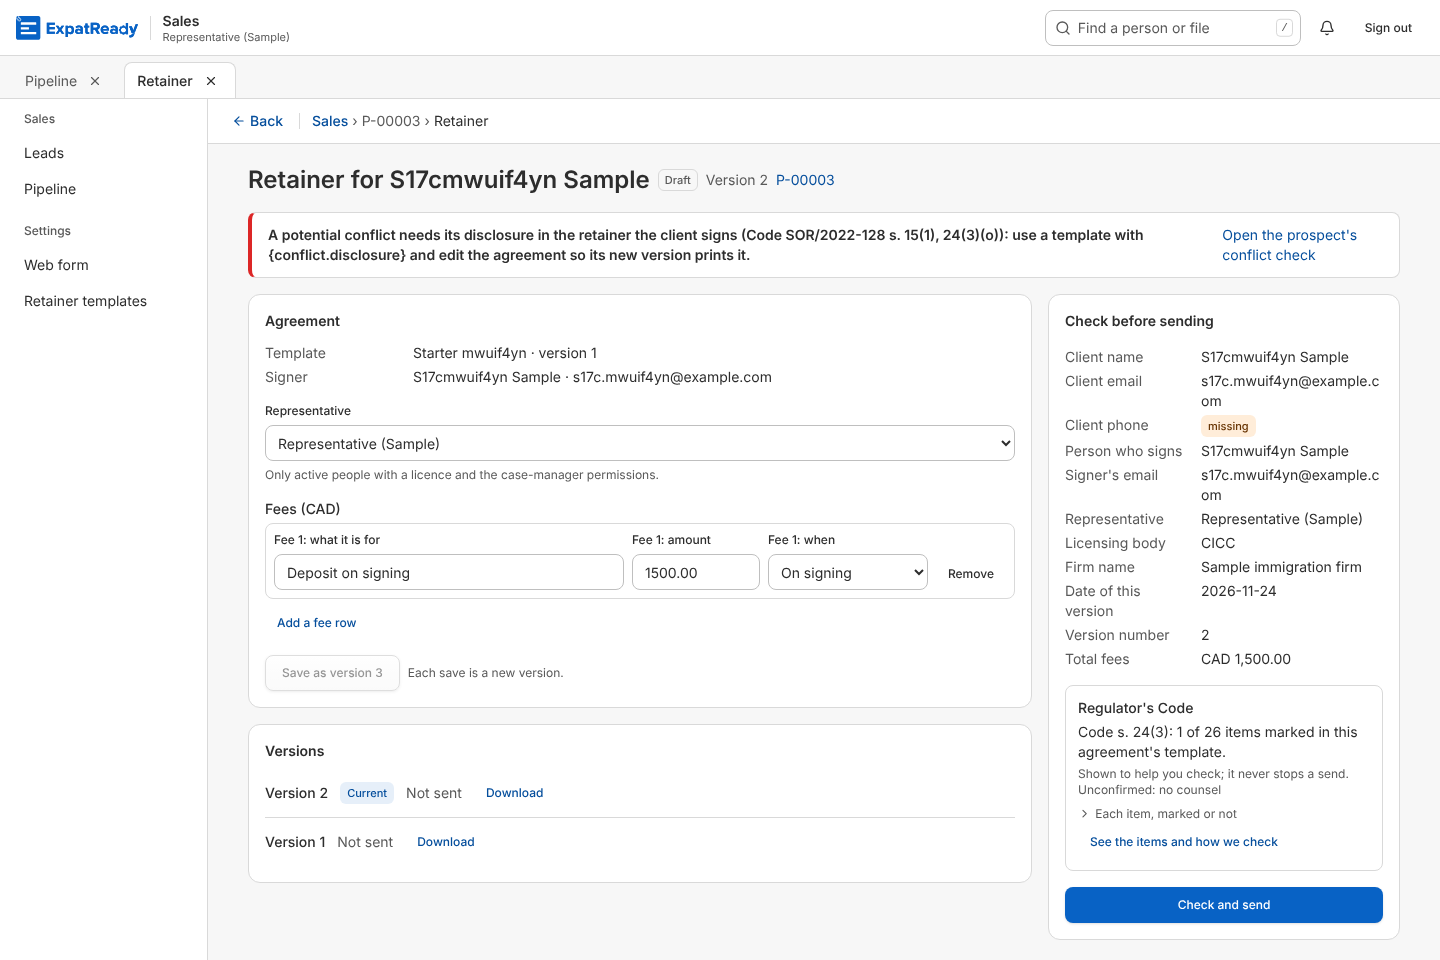 ExpatReady
Sales
Representative (Sample)
Find a person or file
/
Sign out
Pipeline
Retainer
Sales
Leads
Pipeline
Settings
Web form
Retainer templates
← Back
Sales › P-00003 › Retainer
Retainer for S17cmwuif4yn Sample
Draft
Version 2
P-00003
A potential conflict needs its disclosure in the retainer the client signs (Code SOR/2022-128 s. 15(1), 24(3)(o)): use a template with
{conflict.disclosure} and edit the agreement so its new version prints it.
Open the prospect's
conflict check
Agreement
Template
Starter mwuif4yn · version 1
Signer
S17cmwuif4yn Sample · s17c.mwuif4yn@example.com
Representative
Representative (Sample)
Only active people with a licence and the case-manager permissions.
Fees (CAD)
Fee 1: what it is for
Fee 1: amount
Fee 1: when
Deposit on signing
1500.00
On signing
Remove
Add a fee row
Save as version 3
Each save is a new version.
Versions
Version 2
Current
Not sent
Download
Version 1
Not sent
Download
Check before sending
Client name
S17cmwuif4yn Sample
Client email
s17c.mwuif4yn@example.c
om
Client phone
missing
Person who signs
S17cmwuif4yn Sample
Signer's email
s17c.mwuif4yn@example.c
om
Representative
Representative (Sample)
Licensing body
CICC
Firm name
Sample immigration firm
Date of this
version
2026-11-24
Version number
2
Total fees
CAD 1,500.00
Regulator's Code
Code s. 24(3): 1 of 26 items marked in this
agreement's template.
Shown to help you check; it never stops a send.
Unconfirmed: no counsel
Each item, marked or not
See the items and how we check
Check and send